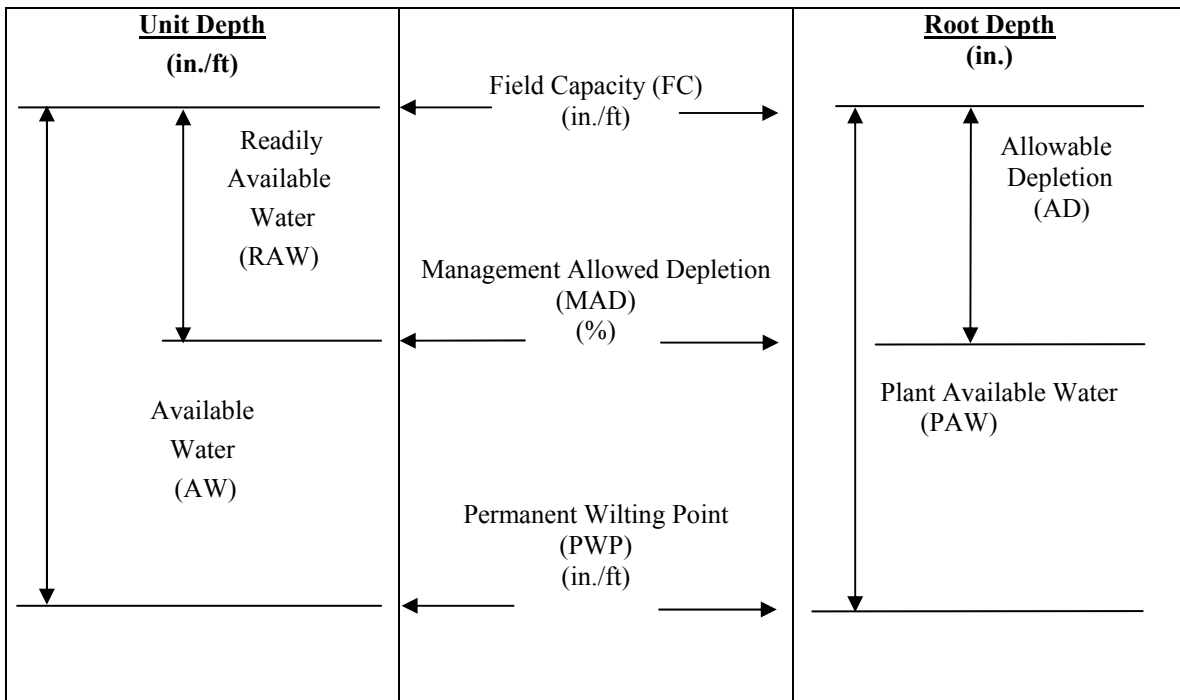 Unit Depth
(in./ft)
Readily
Available
Water
(RAW)
Available
Water
(AW)
Field Capacity (FC)
(in./ft)
Management Allowed Depletion
(MAD)
(%)
Permanent Wilting Point
(PWP)
(in./ft)
Root Depth
(in.)
Allowable
Depletion
(AD)
Plant Available Water
(PAW)